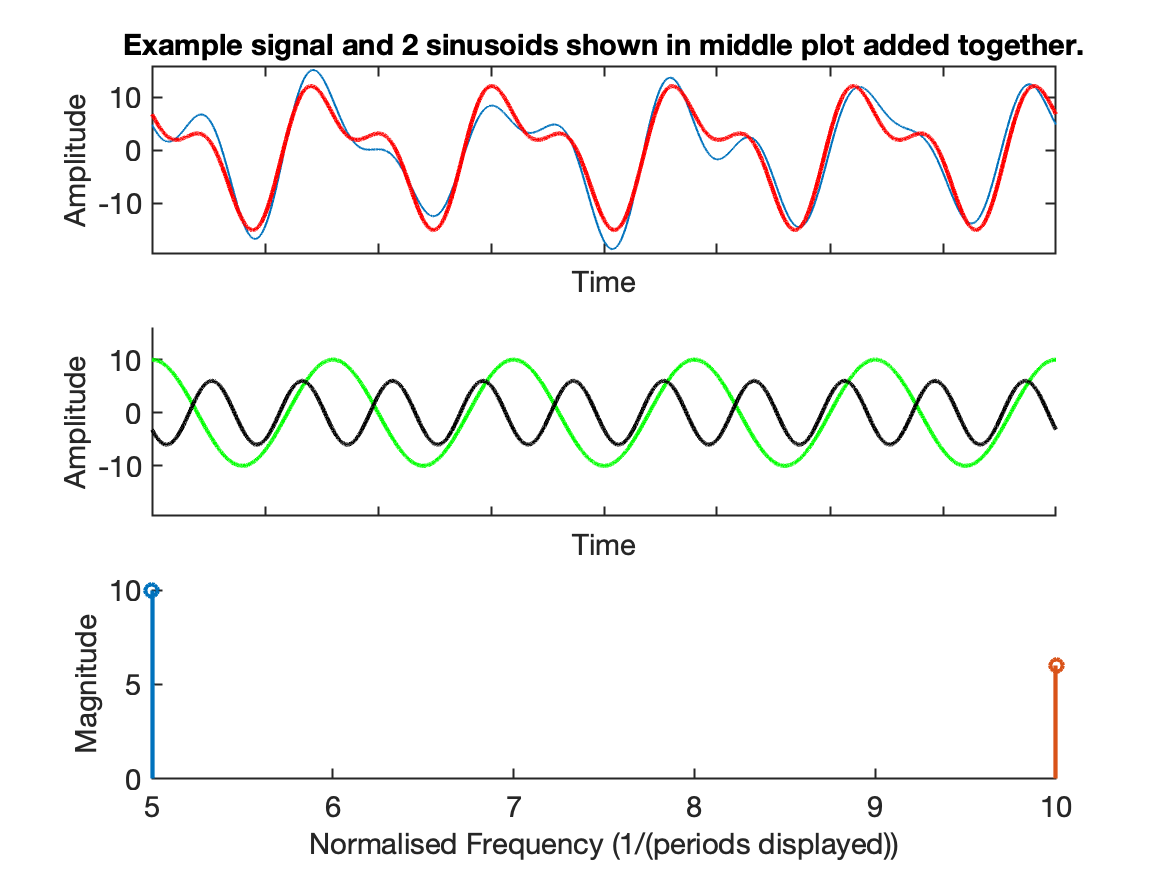 Example signal and 2 sinusoids shown in middle plot added together.
Amplitude
10
0
-10
Time
Amplitude
10
0
-10
Time
Magnitude
10
5
0
5 6 7 8 9 10
Normalised Frequency (1/(periods displayed))